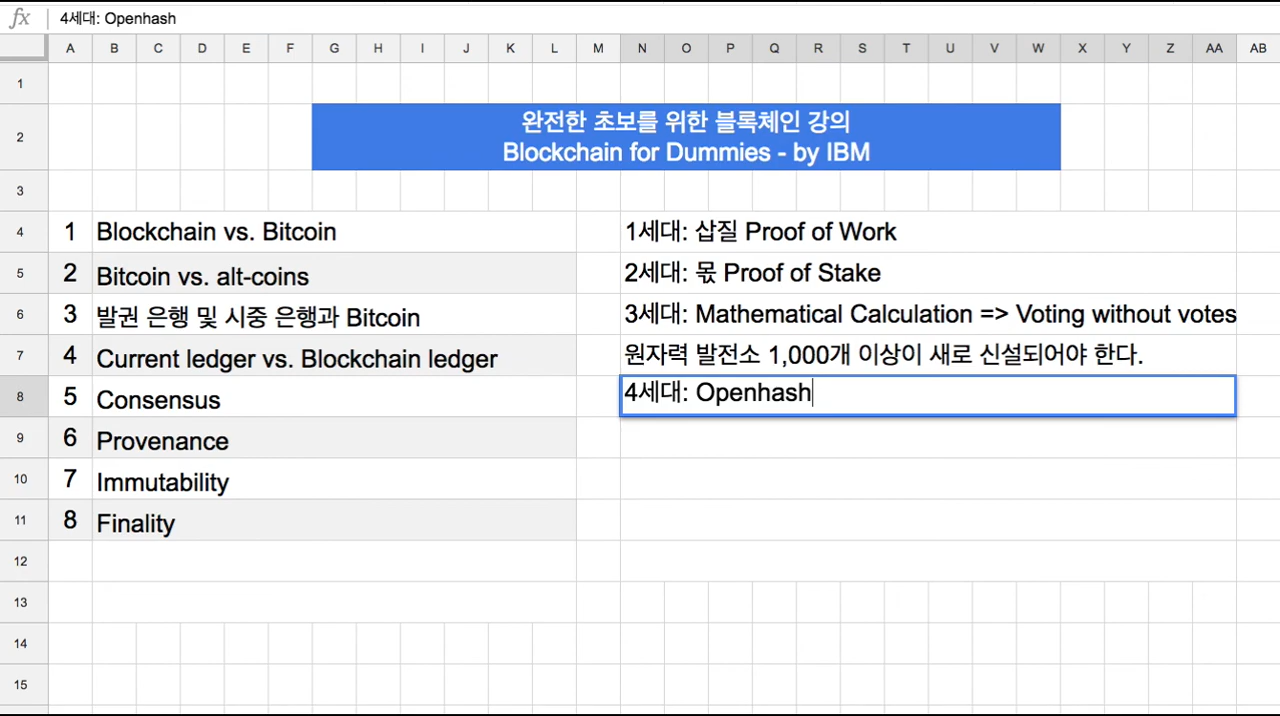 fx 4세대: Openhash
A B C D E F G H I J K L M N O P Q R S T U V W X Y Z AA AB
1
2 완전한 초보를 위한 블록체인 강의
Blockchain for Dummies - by IBM
3
4 1 Blockchain vs. Bitcoin 1세대: 삽질 Proof of Work
5 2 Bitcoin vs. alt-coins 2세대: 몫 Proof of Stake
6 3 발권 은행 및 시중 은행과 Bitcoin 3세대: Mathematical Calculation => Voting without votes
7 4 Current ledger vs. Blockchain ledger 원자력 발전소 1,000개 이상이 새로 신설되어야 한다.
8 5 Consensus 4세대: Openhash
9 6 Provenance
10 7 Immutability
11 8 Finality
12
13
14
15